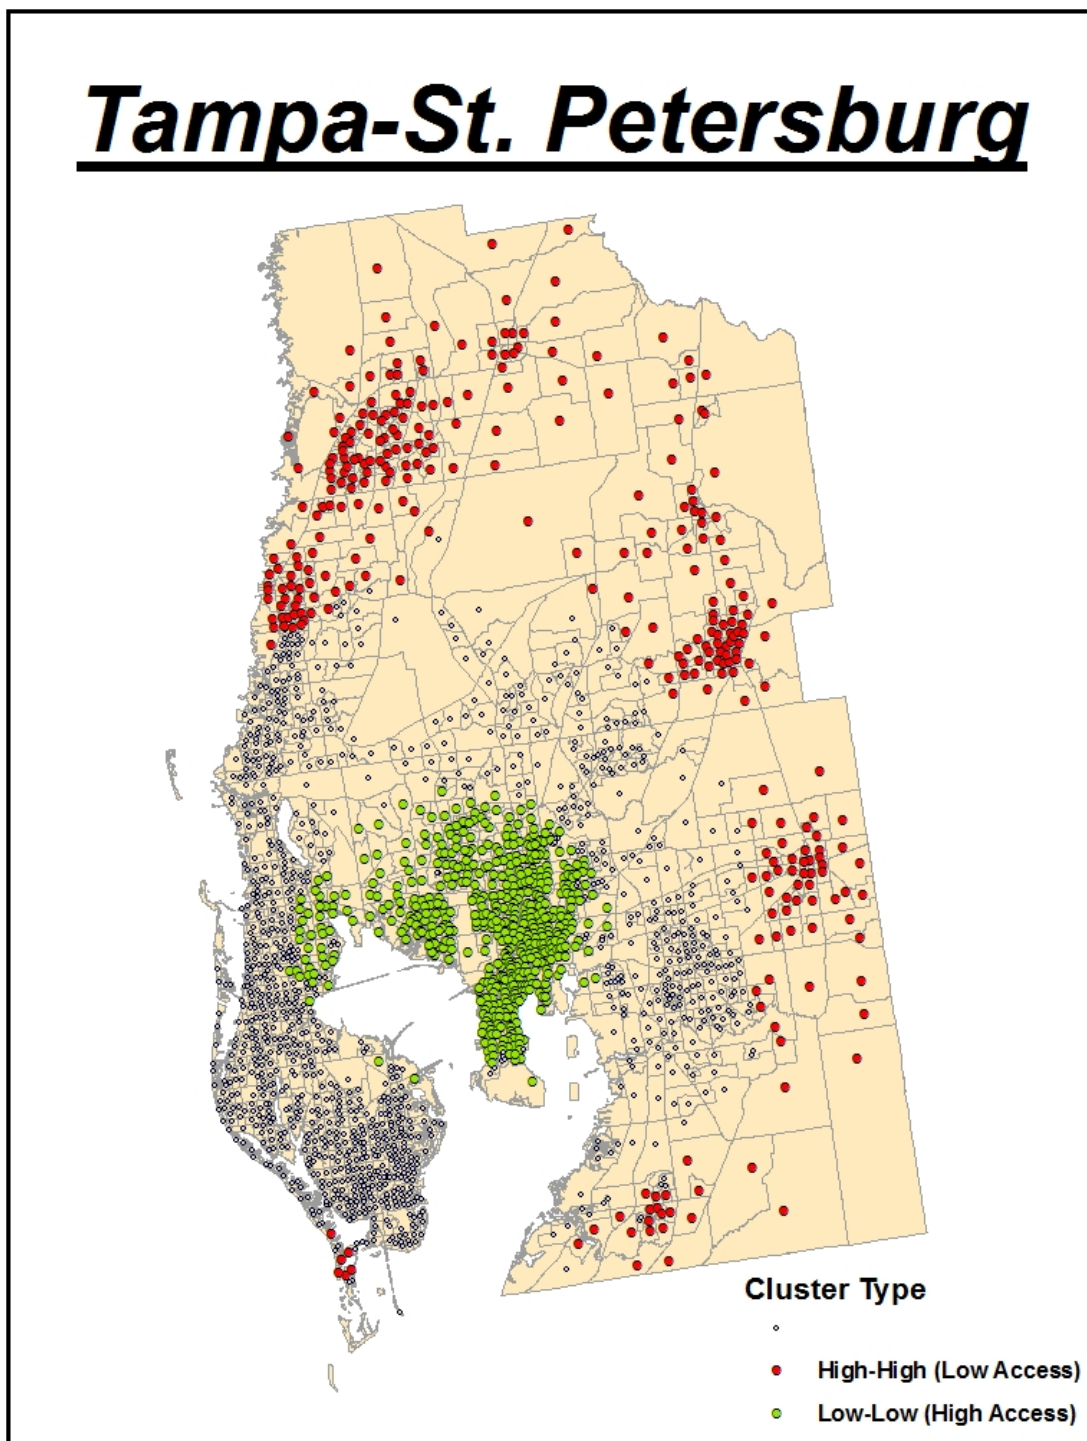 Tampa-St. Petersburg
Cluster Type
High-High (Low Access)
Low-Low (High Access)